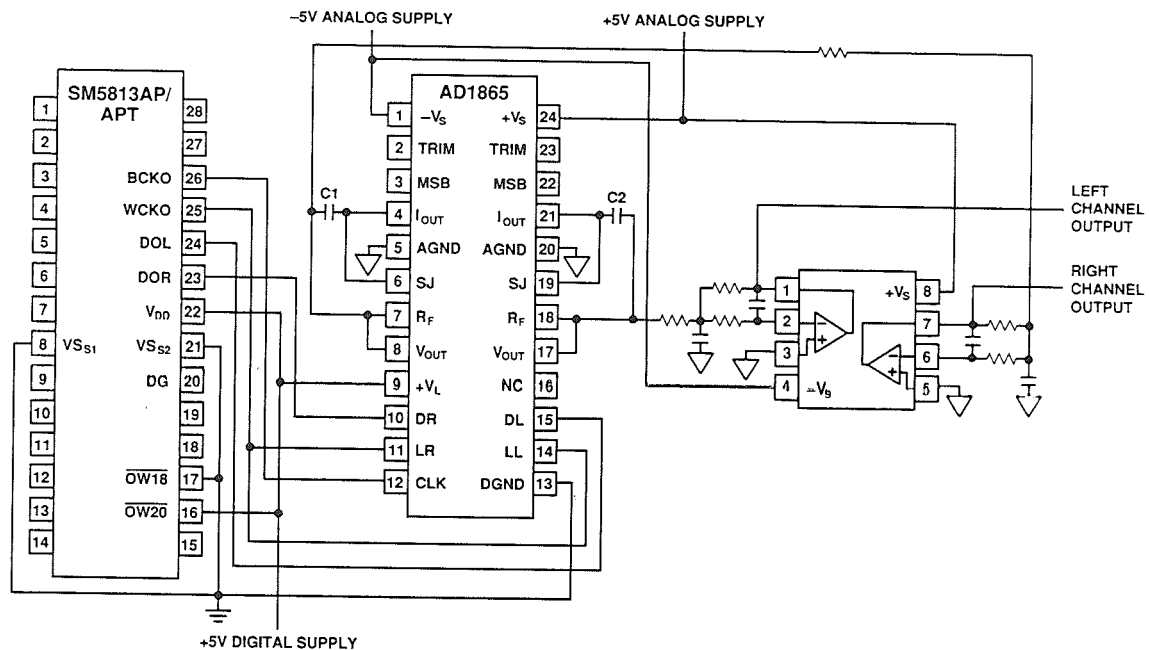 –5V ANALOG SUPPLY
+5V ANALOG SUPPLY
SM5813AP/
APT
1
2
3
4
5
6
7
8 VSS1
9
10
11
12
13
14
28
27
BCKO 26
WCKO 25
DOL 24
DOR 23
VDD 22
VSS2 21
DG 20
19
18
OW18 17
OW20 16
15
AD1865
1 –VS
2 TRIM
3 MSB
4 IOUT
5 AGND
6 SJ
7 RF
8 VOUT
9 +VL
10 DR
11 LR
12 CLK
+VS 24
TRIM 23
MSB 22
IOUT 21
AGND 20
SJ 19
RF 18
VOUT 17
NC 16
DL 15
LL 14
DGND 13
C1
C2
1
2
3
4
+VS 8
7
6
5
–VS
LEFT
CHANNEL
OUTPUT
RIGHT
CHANNEL
OUTPUT
+5V DIGITAL SUPPLY